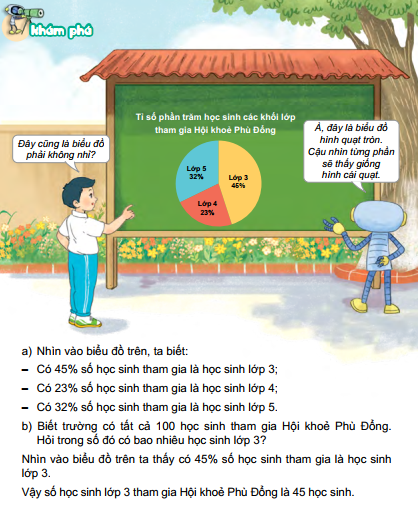 khám phá
Tỉ số phần trăm học sinh các khối lớp
tham gia Hội khoẻ Phù Đổng
Đây cũng là biểu đồ
phải không nhỉ?
À, đây là biểu đồ
hình quạt tròn.
Cậu nhìn từng phần
sẽ thấy giống
hình cái quạt.
Lớp 5
32%
Lớp 3
45%
Lớp 4
23%
a) Nhìn vào biểu đồ trên, ta biết:
– Có 45% số học sinh tham gia là học sinh lớp 3;
– Có 23% số học sinh tham gia là học sinh lớp 4;
– Có 32% số học sinh tham gia là học sinh lớp 5.
b) Biết trường có tất cả 100 học sinh tham gia Hội khoẻ Phù Đổng.
Hỏi trong số đó có bao nhiêu học sinh lớp 3?
Nhìn vào biểu đồ trên ta thấy có 45% số học sinh tham gia là học sinh
lớp 3.
Vậy số học sinh lớp 3 tham gia Hội khoẻ Phù Đổng là 45 học sinh.